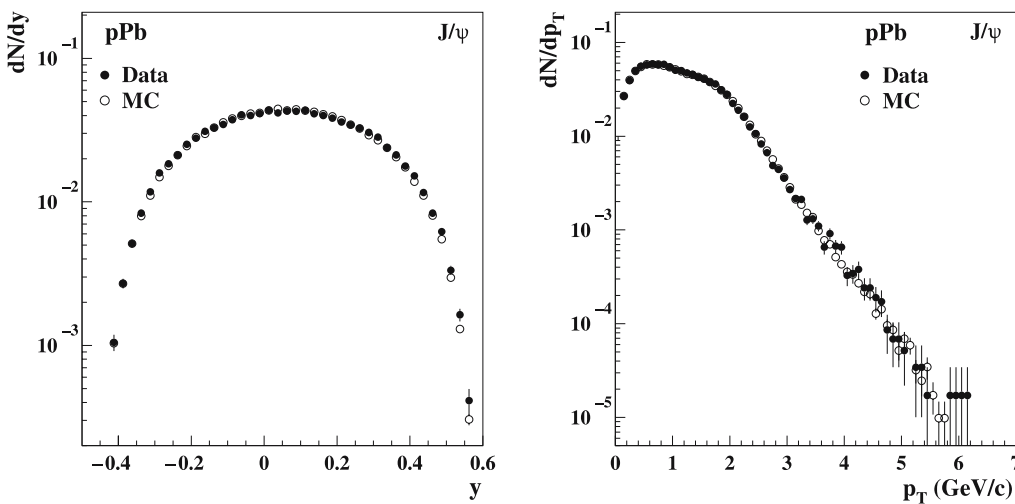 dN/dy
pPb
J/ψ
● Data
○ MC
10⁻¹
10⁻²
10⁻³
−0.4 −0.2 0 0.2 0.4 0.6
y
dN/dp_T
pPb
J/ψ
● Data
○ MC
10⁻¹
10⁻²
10⁻³
10⁻⁴
10⁻⁵
0 1 2 3 4 5 6 7
p_T (GeV/c)